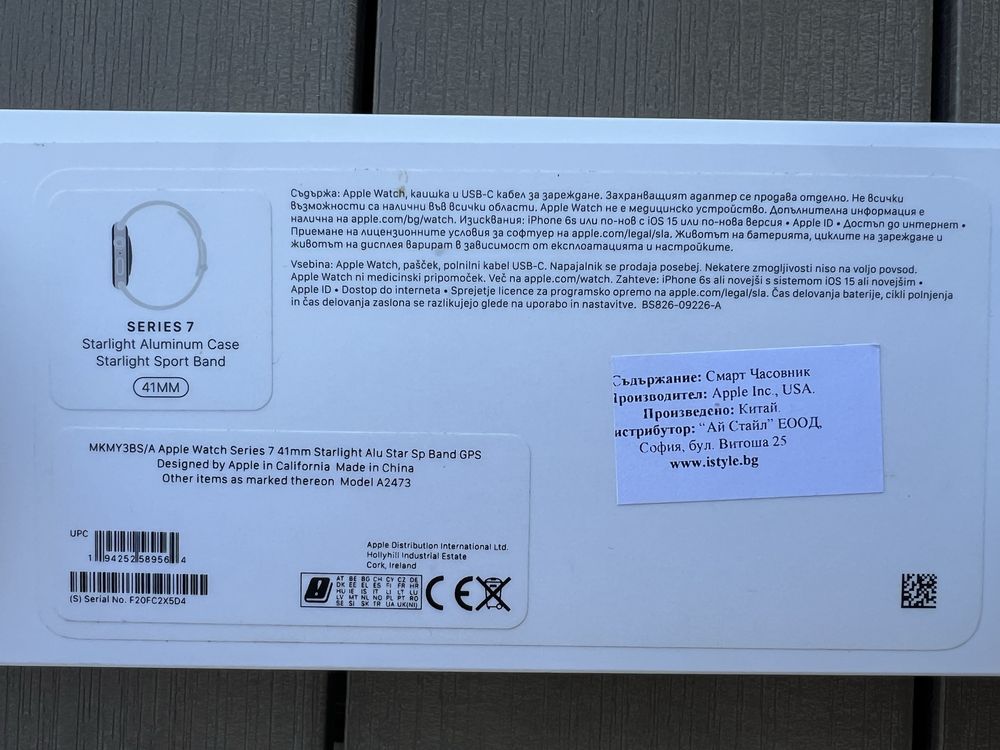 Съдържа: Apple Watch, каишка и USB-C кабел за зареждане. Захранващият адаптер се продава отделно. Не всички
възможности са налични във всички области. Apple Watch не е медицинско устройство. Допълнителна информация е
налична на apple.com/bg/watch. Изисквания: iPhone 6s или по-нов с iOS 15 или по-нова версия • Apple ID • Достъп до интернет •
Приемане на лицензионните условия за софтуер на apple.com/legal/sla. Животът на батерията, циклите на зареждане и
животът на дисплея варират в зависимост от експлоатацията и настройките.
Vsebina: Apple Watch, pašček, polnilni kabel USB-C. Napajalnik se prodaja posebej. Nekatere zmogljivosti niso na voljo povsod.
Apple Watch ni medicinski pripomoček. Več na apple.com/watch. Zahteve: iPhone 6s ali novejši s sistemom iOS 15 ali novejšim •
Apple ID • Dostop do interneta • Sprejetje licence za programsko opremo na apple.com/legal/sla. Čas delovanja baterije, cikli polnjenja
in čas delovanja zaslona se razlikujejo glede na uporabo in nastavitve. BS826-09226-A
SERIES 7
Starlight Aluminum Case
Starlight Sport Band
41MM
Съдържание: Смарт Часовник
Производител: Apple Inc., USA.
Произведено: Китай.
истрибутор: “Ай Стайл” ЕООД,
София, бул. Витоша 25
www.istyle.bg
MKMY3BS/A Apple Watch Series 7 41mm Starlight Alu Star Sp Band GPS
Designed by Apple in California Made in China
Other items as marked thereon Model A2473
UPC
1 94252 58956 4
(S) Serial No. F20FC2X5D4
Apple Distribution International Ltd.
Hollyhill Industrial Estate
Cork, Ireland
AT BE BG CH CY CZ DE
DK EE EL ES FI FR HR
HU IE IS IT LI LT LU
LV MT NL NO PL PT RO
SE SI SK TR UA UK(NI)
CE